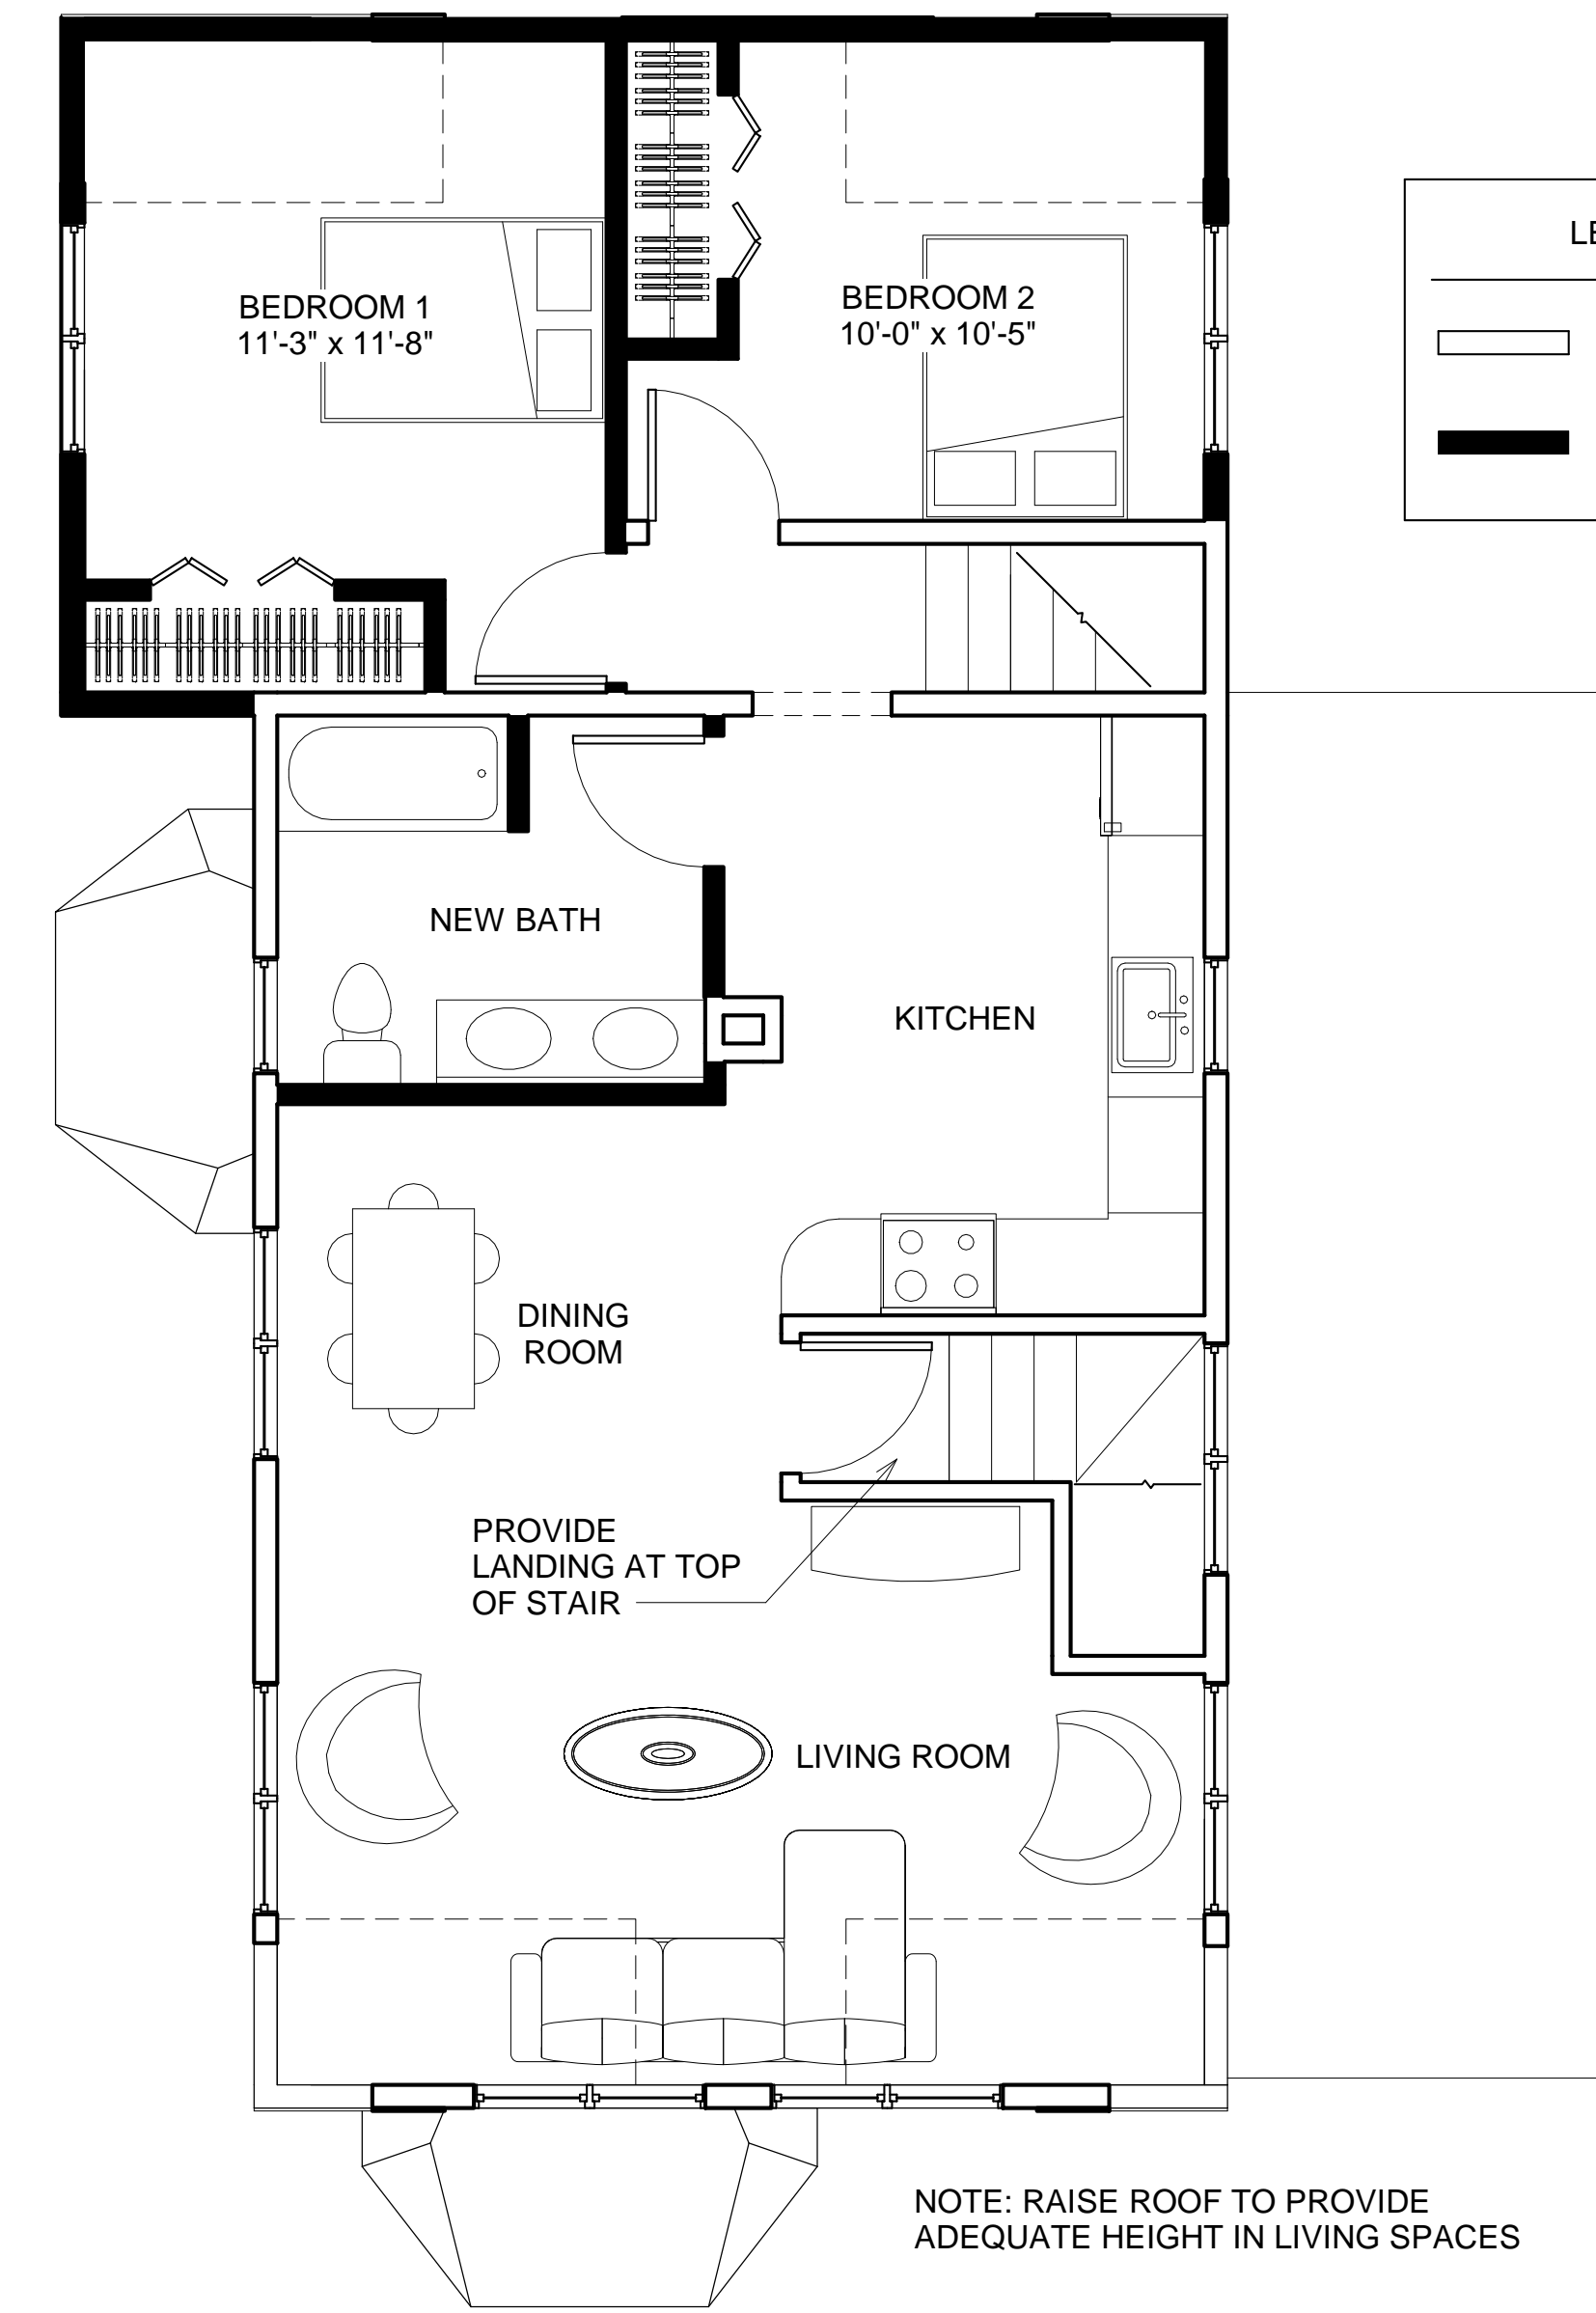 BEDROOM 1
11'-3" x 11'-8"
BEDROOM 2
10'-0" x 10'-5"
LE
NEW BATH
KITCHEN
DINING
ROOM
PROVIDE
LANDING AT TOP
OF STAIR
LIVING ROOM
NOTE: RAISE ROOF TO PROVIDE
ADEQUATE HEIGHT IN LIVING SPACES